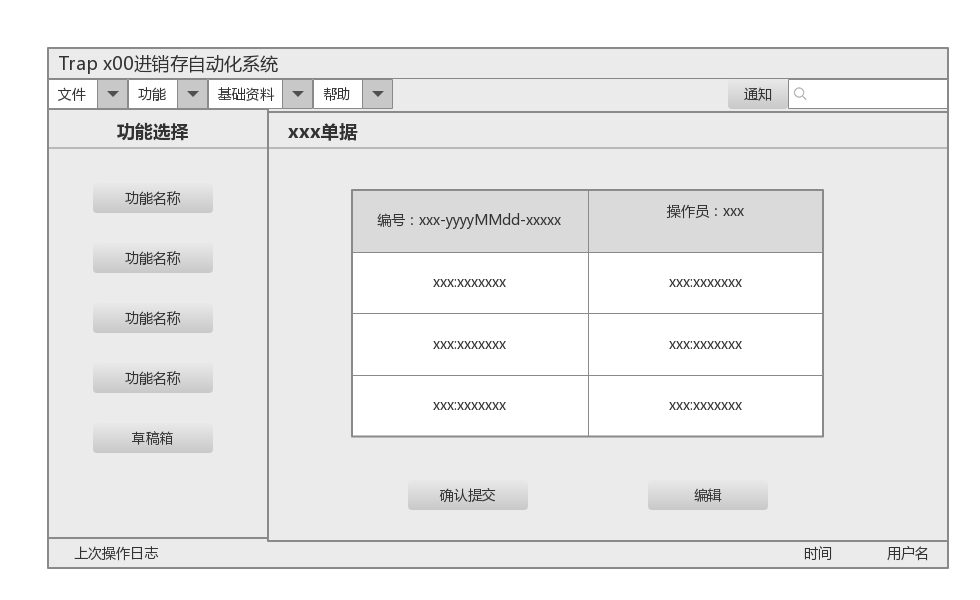 Trap x00进销存自动化系统
文件 功能 基础资料 帮助 通知
功能选择
xxx单据
功能名称
功能名称
功能名称
功能名称
草稿箱
编号：xxx-yyyyMMdd-xxxxx 操作员：xxx
xxx:xxxxxxx xxx:xxxxxxx
xxx:xxxxxxx xxx:xxxxxxx
xxx:xxxxxxx xxx:xxxxxxx
确认提交 编辑
上次操作日志 时间 用户名